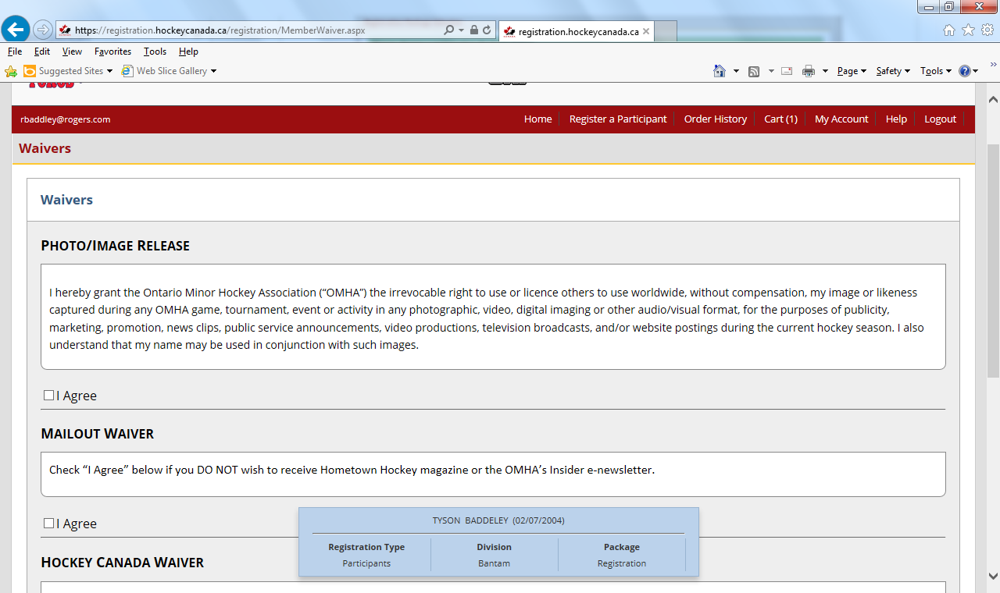 https://registration.hockeycanada.ca/registration/MemberWaiver.aspx
registration.hockeycanada.ca
File Edit View Favorites Tools Help
Suggested Sites Web Slice Gallery Page Safety Tools
rbaddley@rogers.com Home Register a Participant Order History Cart (1) My Account Help Logout
Waivers
Waivers
PHOTO/IMAGE RELEASE
I hereby grant the Ontario Minor Hockey Association (“OMHA”) the irrevocable right to use or licence others to use worldwide, without compensation, my image or likeness
captured during any OMHA game, tournament, event or activity in any photographic, video, digital imaging or other audio/visual format, for the purposes of publicity,
marketing, promotion, news clips, public service announcements, video productions, television broadcasts, and/or website postings during the current hockey season. I also
understand that my name may be used in conjunction with such images.
I Agree
MAILOUT WAIVER
Check “I Agree” below if you DO NOT wish to receive Hometown Hockey magazine or the OMHA’s Insider e-newsletter.
I Agree
TYSON BADDELEY (02/07/2004)
Registration Type Division Package
Participants Bantam Registration
HOCKEY CANADA WAIVER